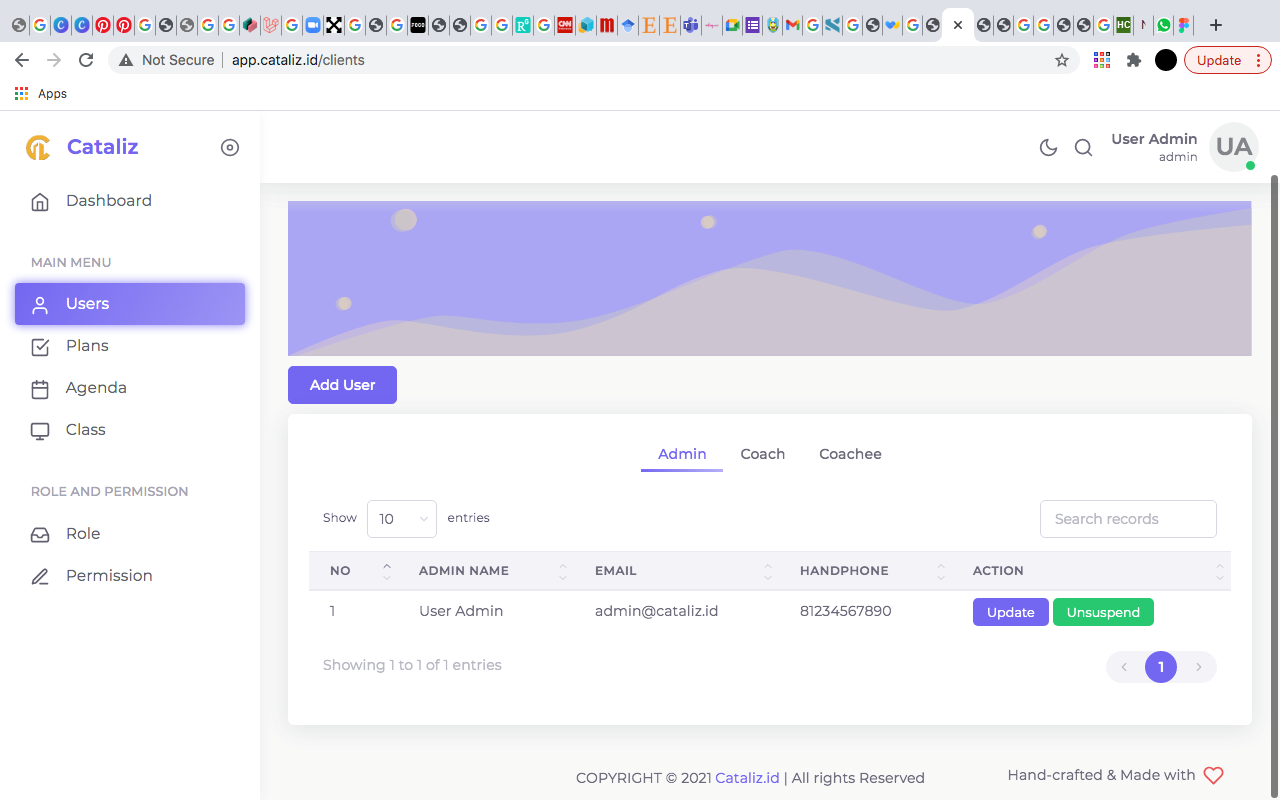 Not Secure | app.cataliz.id/clients
Update
Apps
Cataliz
User Admin
admin
UA
Dashboard
MAIN MENU
Users
Plans
Agenda
Class
ROLE AND PERMISSION
Role
Permission
Add User
Admin Coach Coachee
Show 10 entries
Search records
NO ADMIN NAME EMAIL HANDPHONE ACTION
1 User Admin admin@cataliz.id 81234567890 Update Unsuspend
Showing 1 to 1 of 1 entries
1
COPYRIGHT © 2021 Cataliz.id | All rights Reserved
Hand-crafted & Made with